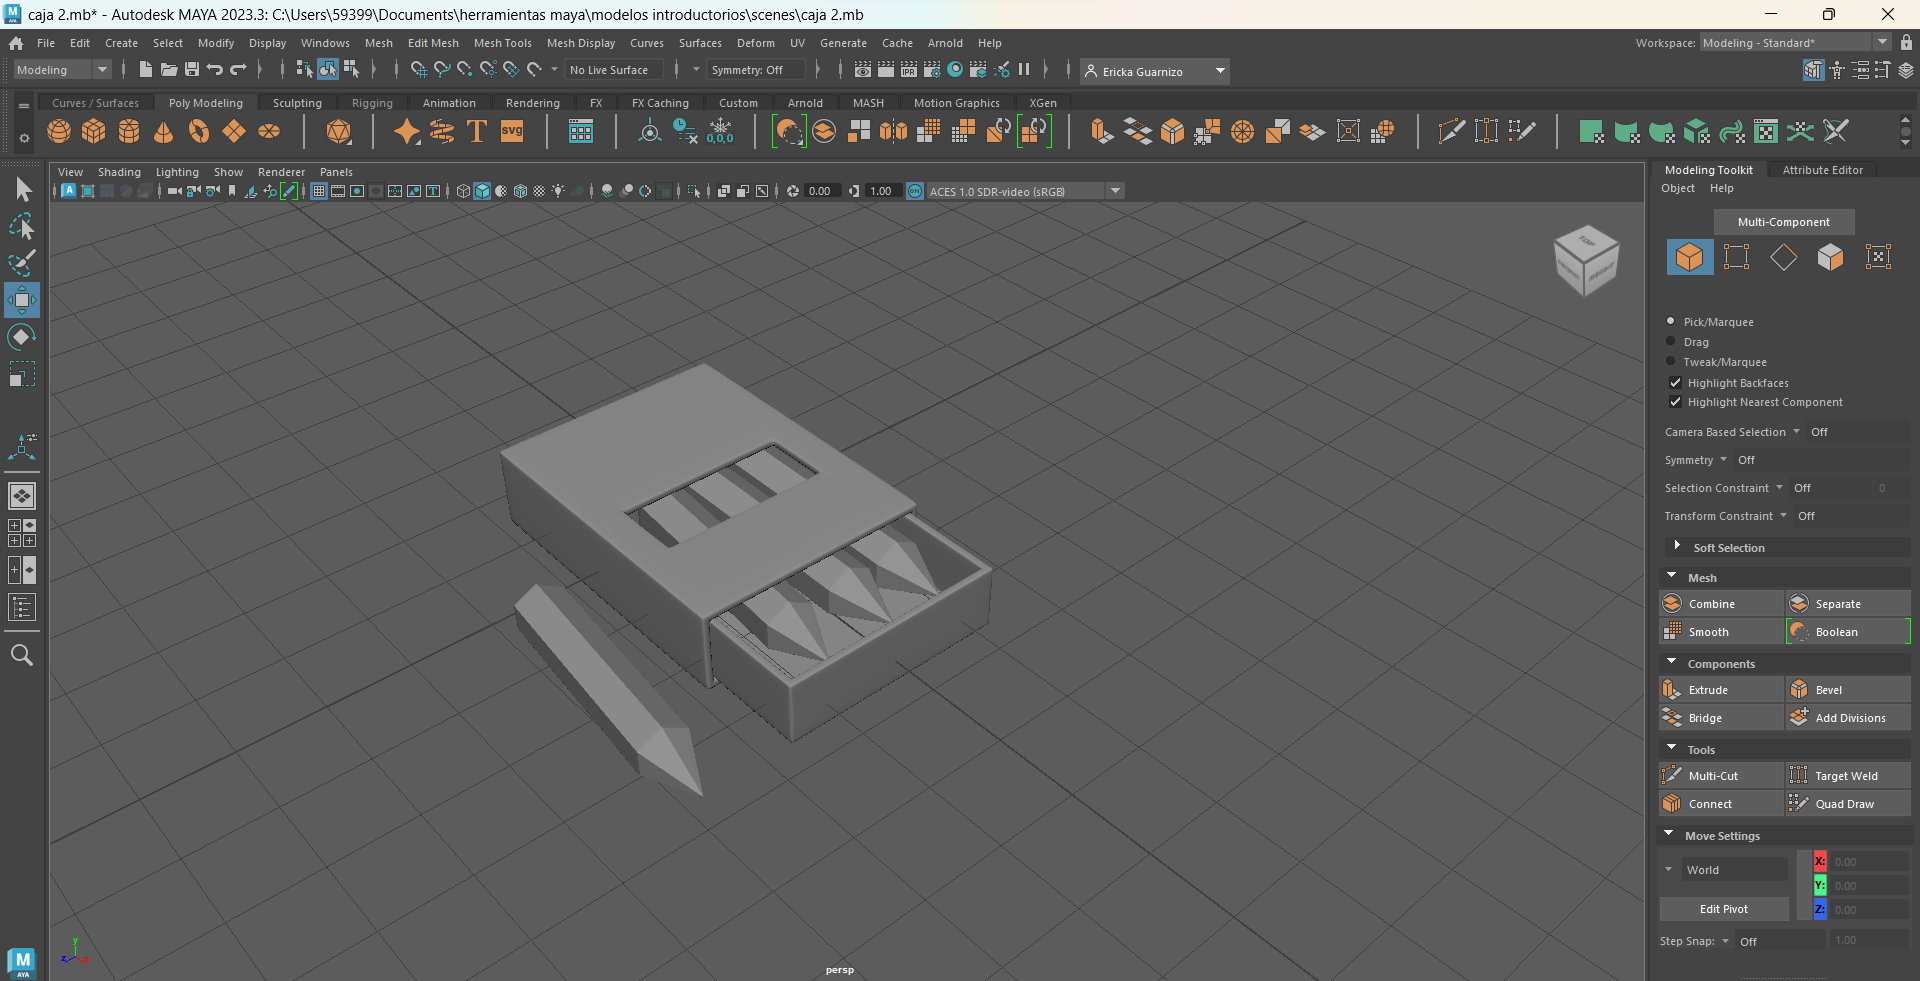 caja 2.mb* - Autodesk MAYA 2023.3: C:\Users\59399\Documents\herramientas maya\modelos introductorios\scenes\caja 2.mb
File Edit Create Select Modify Display Windows Mesh Edit Mesh Mesh Tools Mesh Display Curves Surfaces Deform UV Generate Cache Arnold Help Workspace: Modeling - Standard*
Modeling No Live Surface Symmetry: Off IPR Ericka Guarnizo
Curves / Surfaces Poly Modeling Sculpting Rigging Animation Rendering FX FX Caching Custom Arnold MASH Motion Graphics XGen
T SVG 0,0,0
View Shading Lighting Show Renderer Panels
0.00 1.00 ON ACES 1.0 SDR-video (sRGB)
TOP
Modeling Toolkit Attribute Editor
Object Help
Multi-Component
Pick/Marquee
Drag
Tweak/Marquee
Highlight Backfaces
Highlight Nearest Component
Camera Based Selection Off
Symmetry Off
Selection Constraint Off 0
Transform Constraint Off
Soft Selection
Mesh
Combine Separate
Smooth Boolean
Components
Extrude Bevel
Bridge Add Divisions
Tools
Multi-Cut Target Weld
Connect Quad Draw
Move Settings
World
X: 0.00
Y: 0.00
Z: 0.00
Edit Pivot
Step Snap: Off 1.00
y
z x
persp
M
AYA